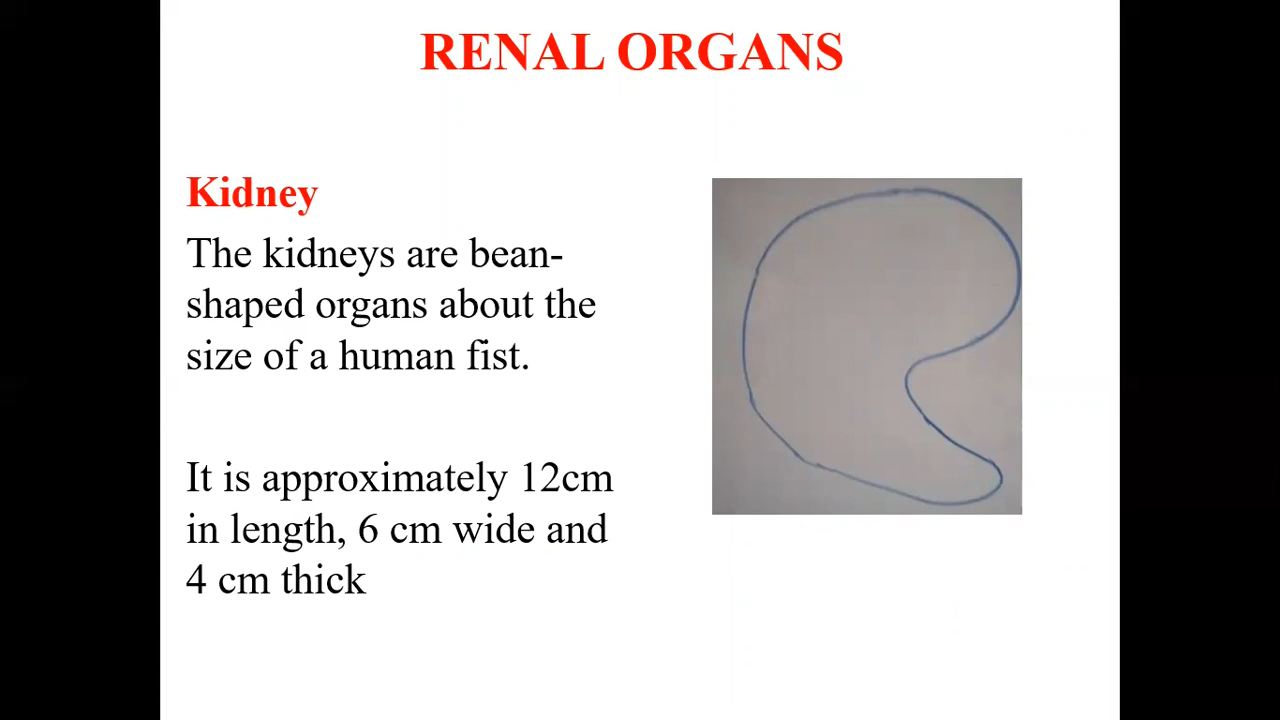 RENAL ORGANS
Kidney
The kidneys are bean-
shaped organs about the
size of a human fist.
It is approximately 12cm
in length, 6 cm wide and
4 cm thick